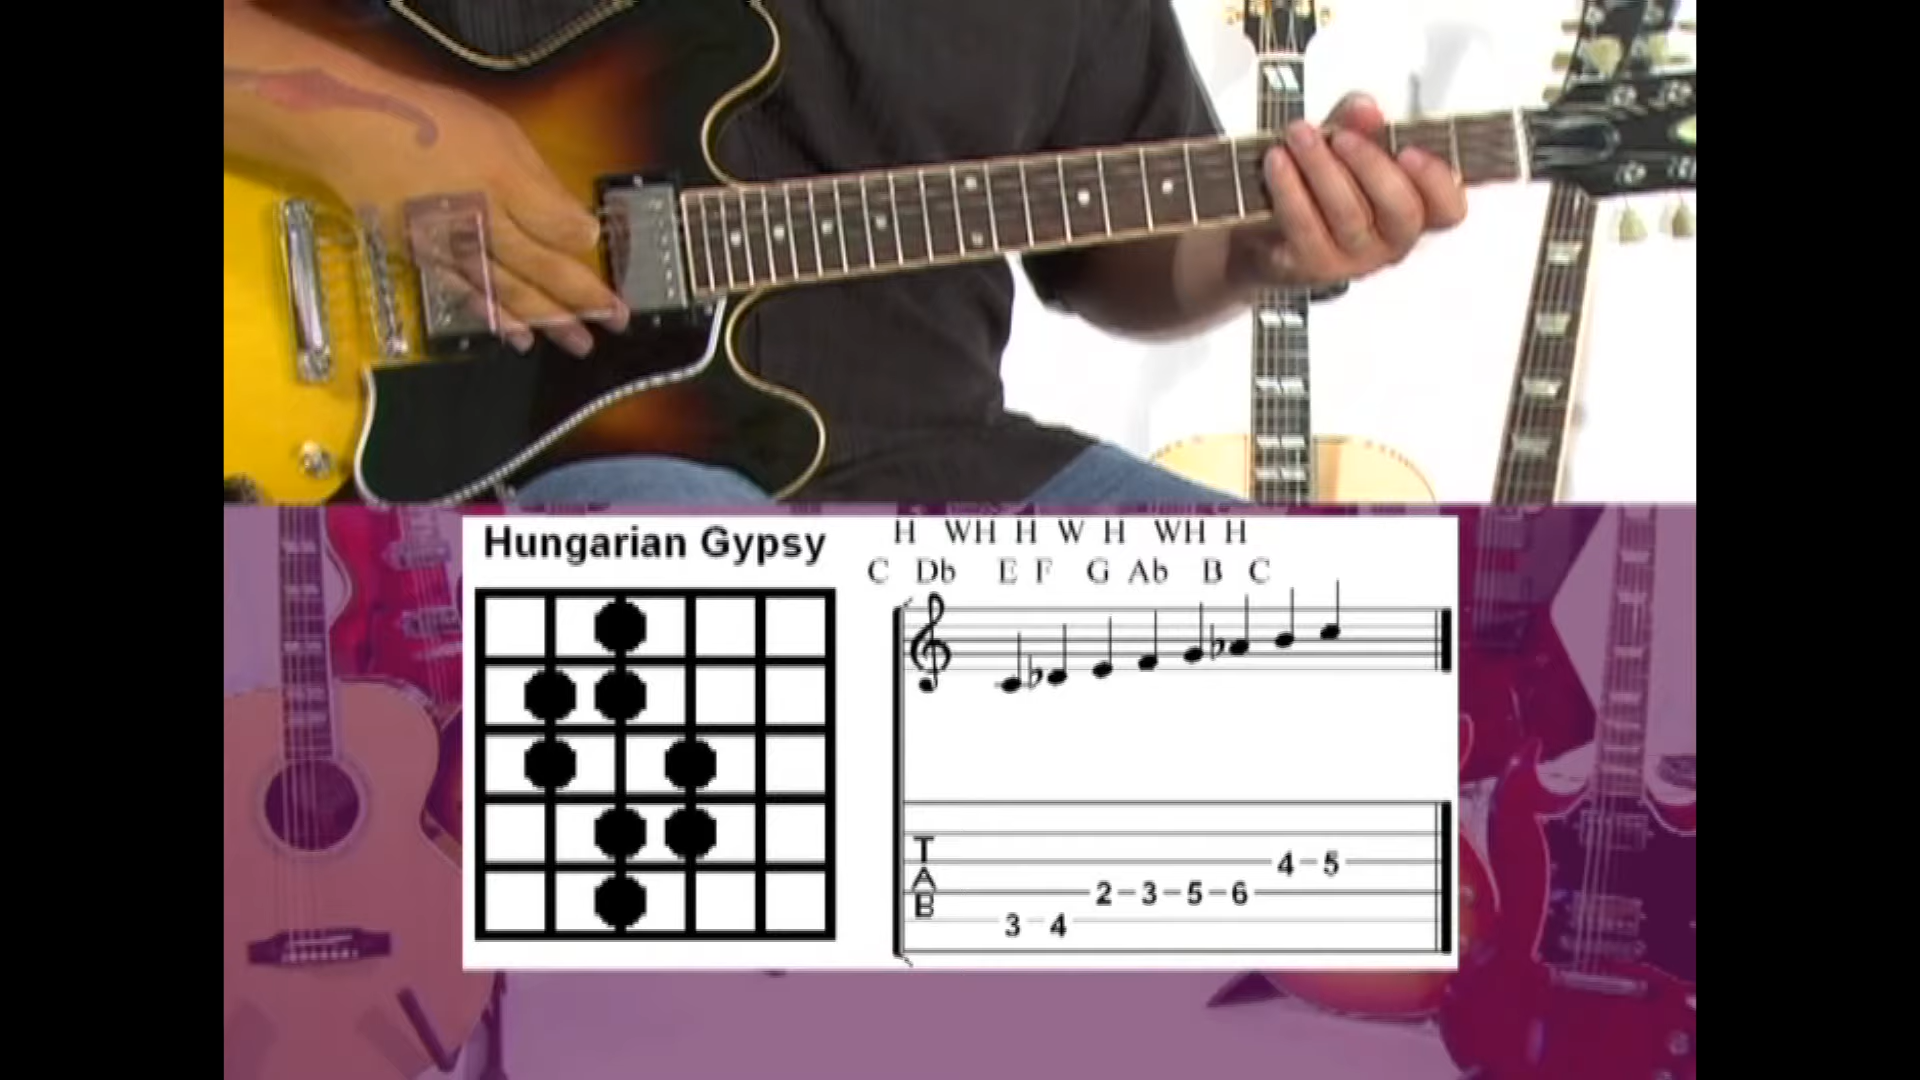 Hungarian Gypsy
H WH H W H WH H
C Db E F G Ab B C
T
A
B
4 5
2 3 5 6
3 4